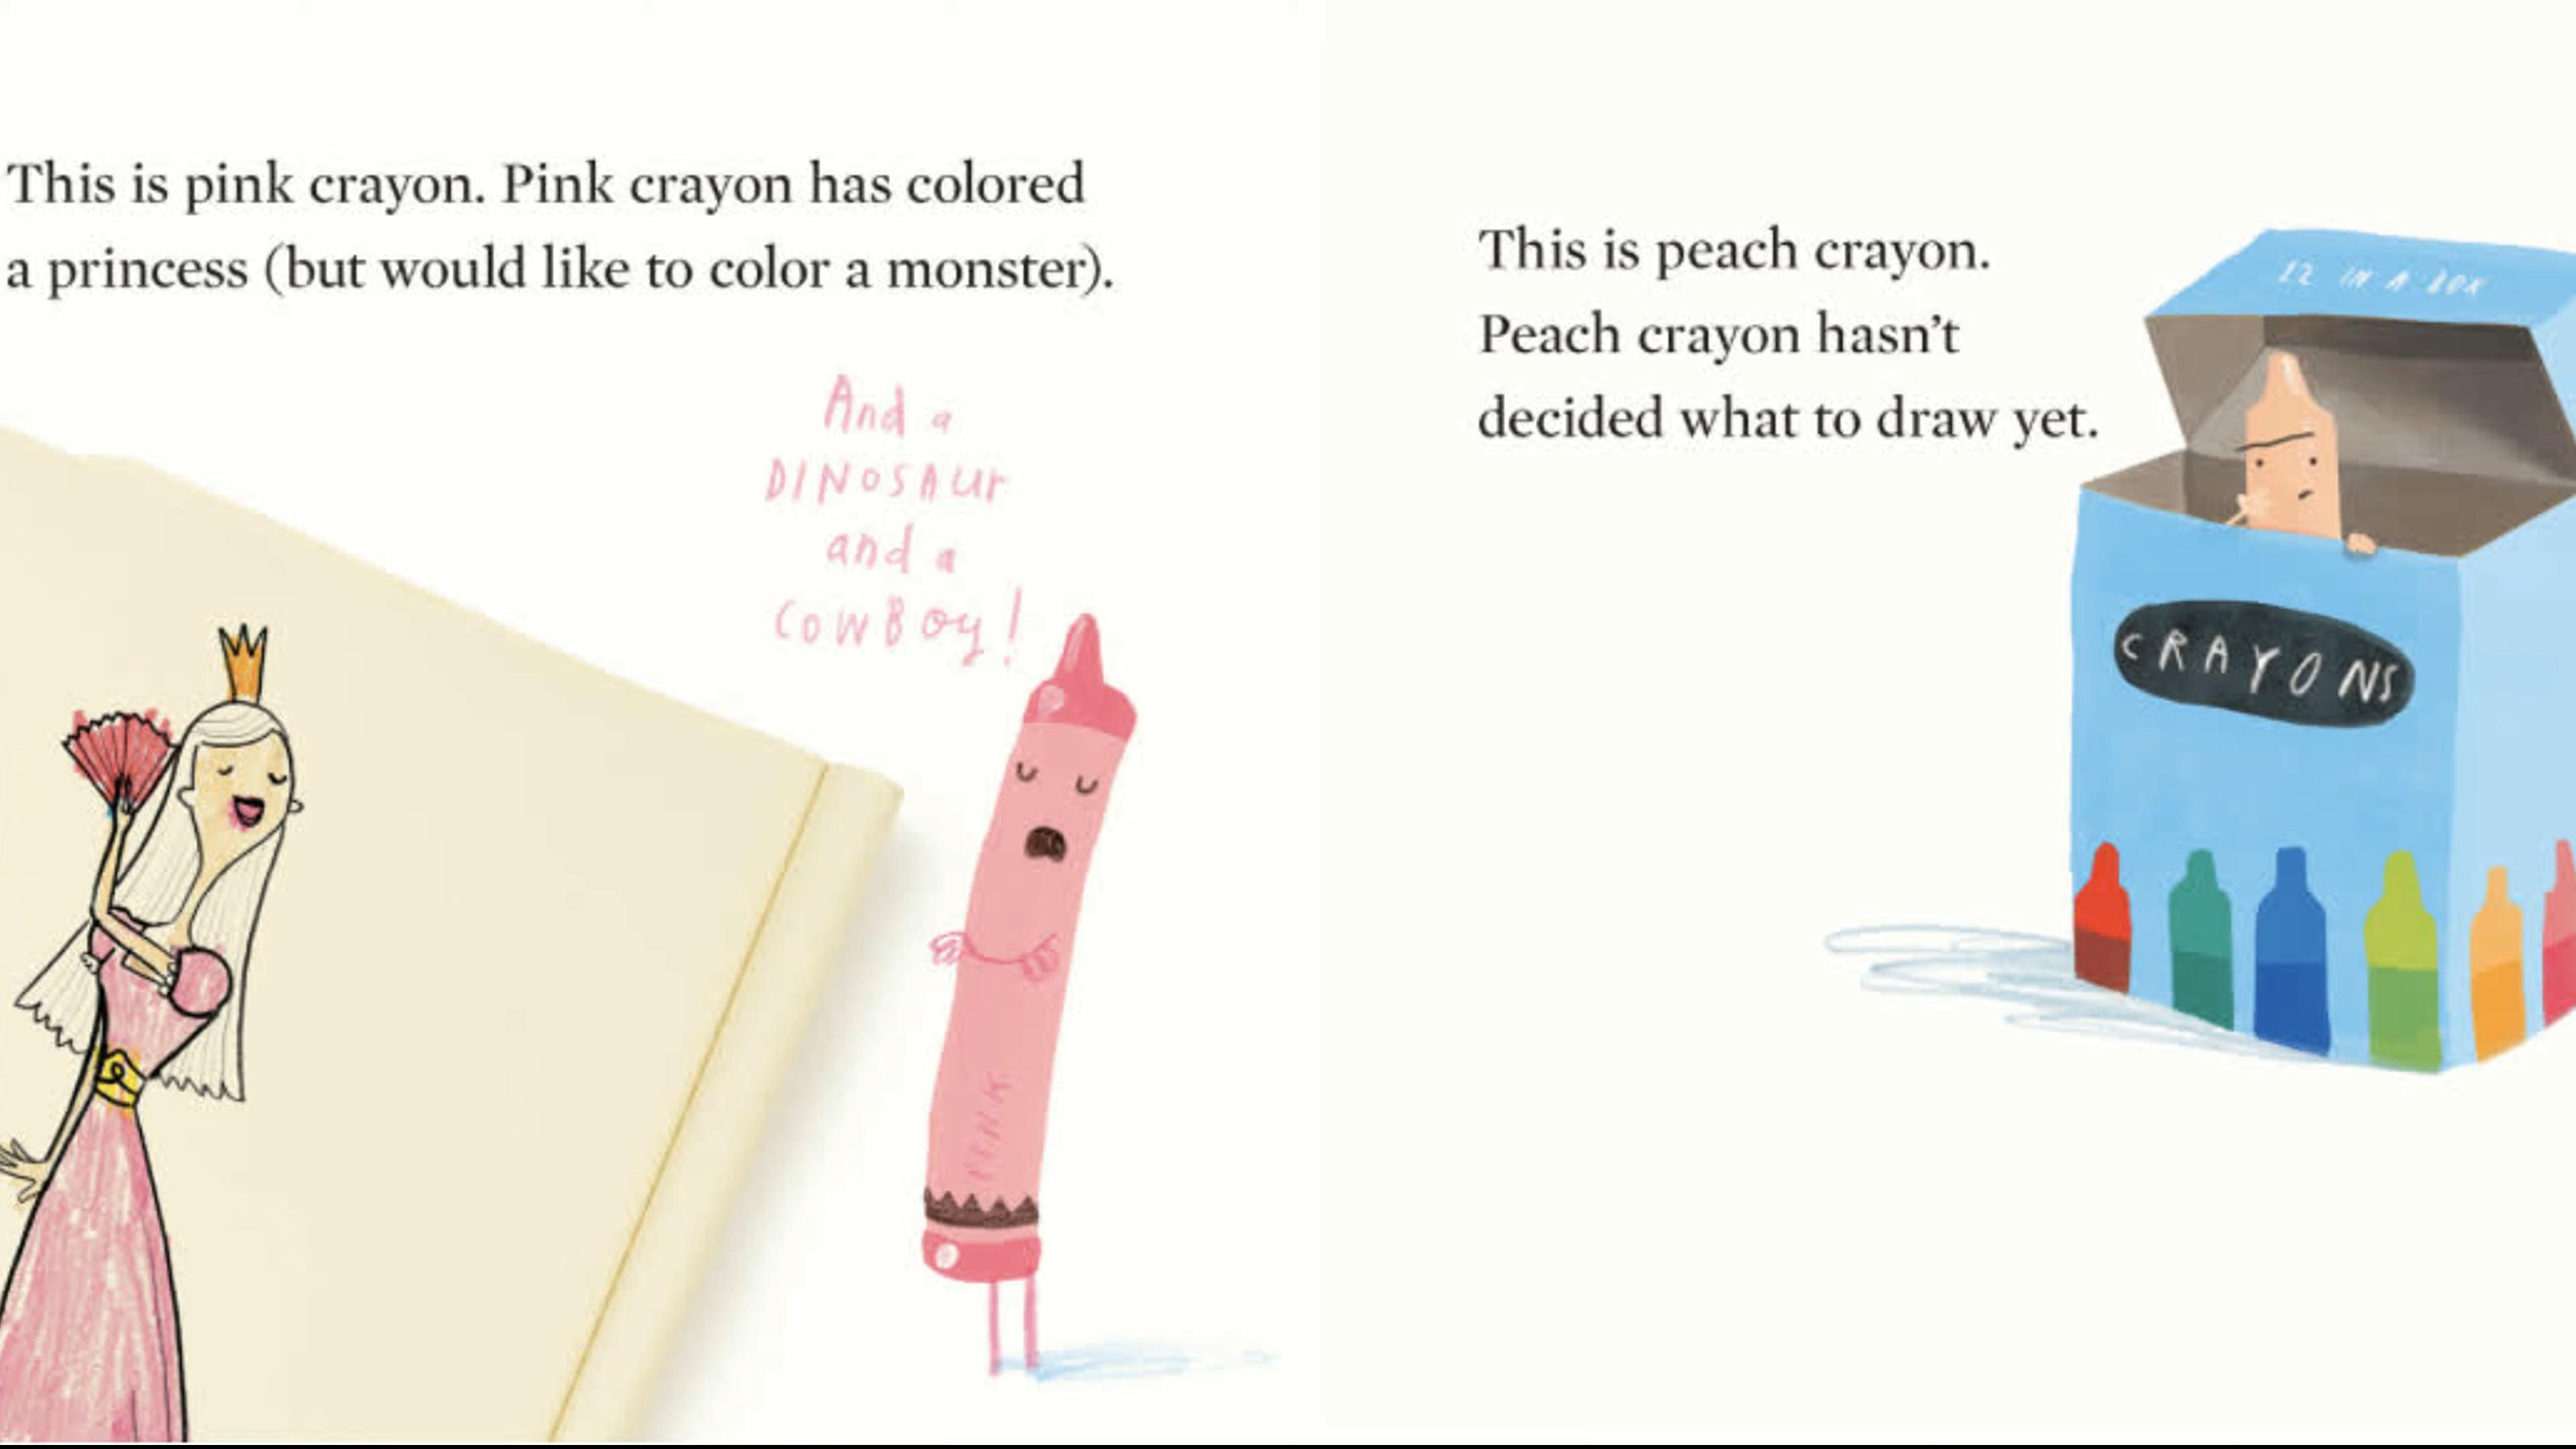 This is pink crayon. Pink crayon has colored
a princess (but would like to color a monster).
And a
DINOSAUr
and a
COWBoy!
PINK
This is peach crayon.
Peach crayon hasn't
decided what to draw yet.
12 IN A BOX
CRAYONS